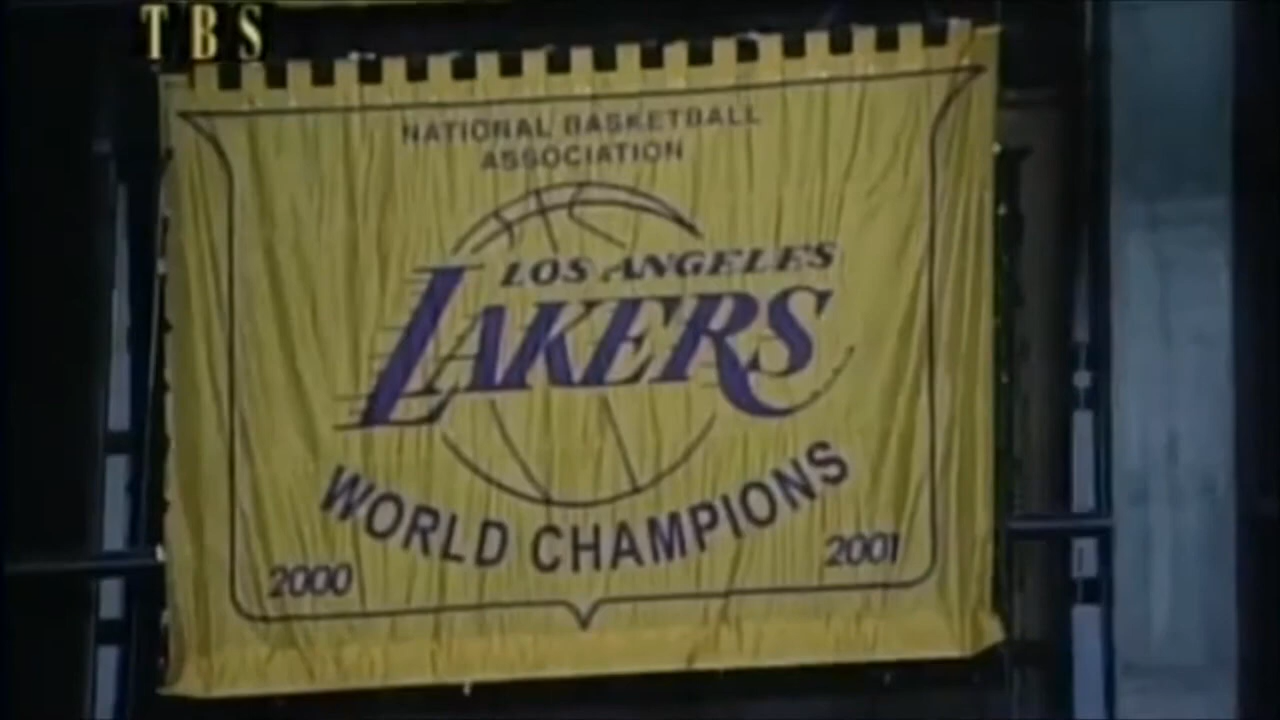 TBS
NATIONAL BASKETBALL
ASSOCIATION
LOS ANGELES
LAKERS
WORLD CHAMPIONS
2000 2001